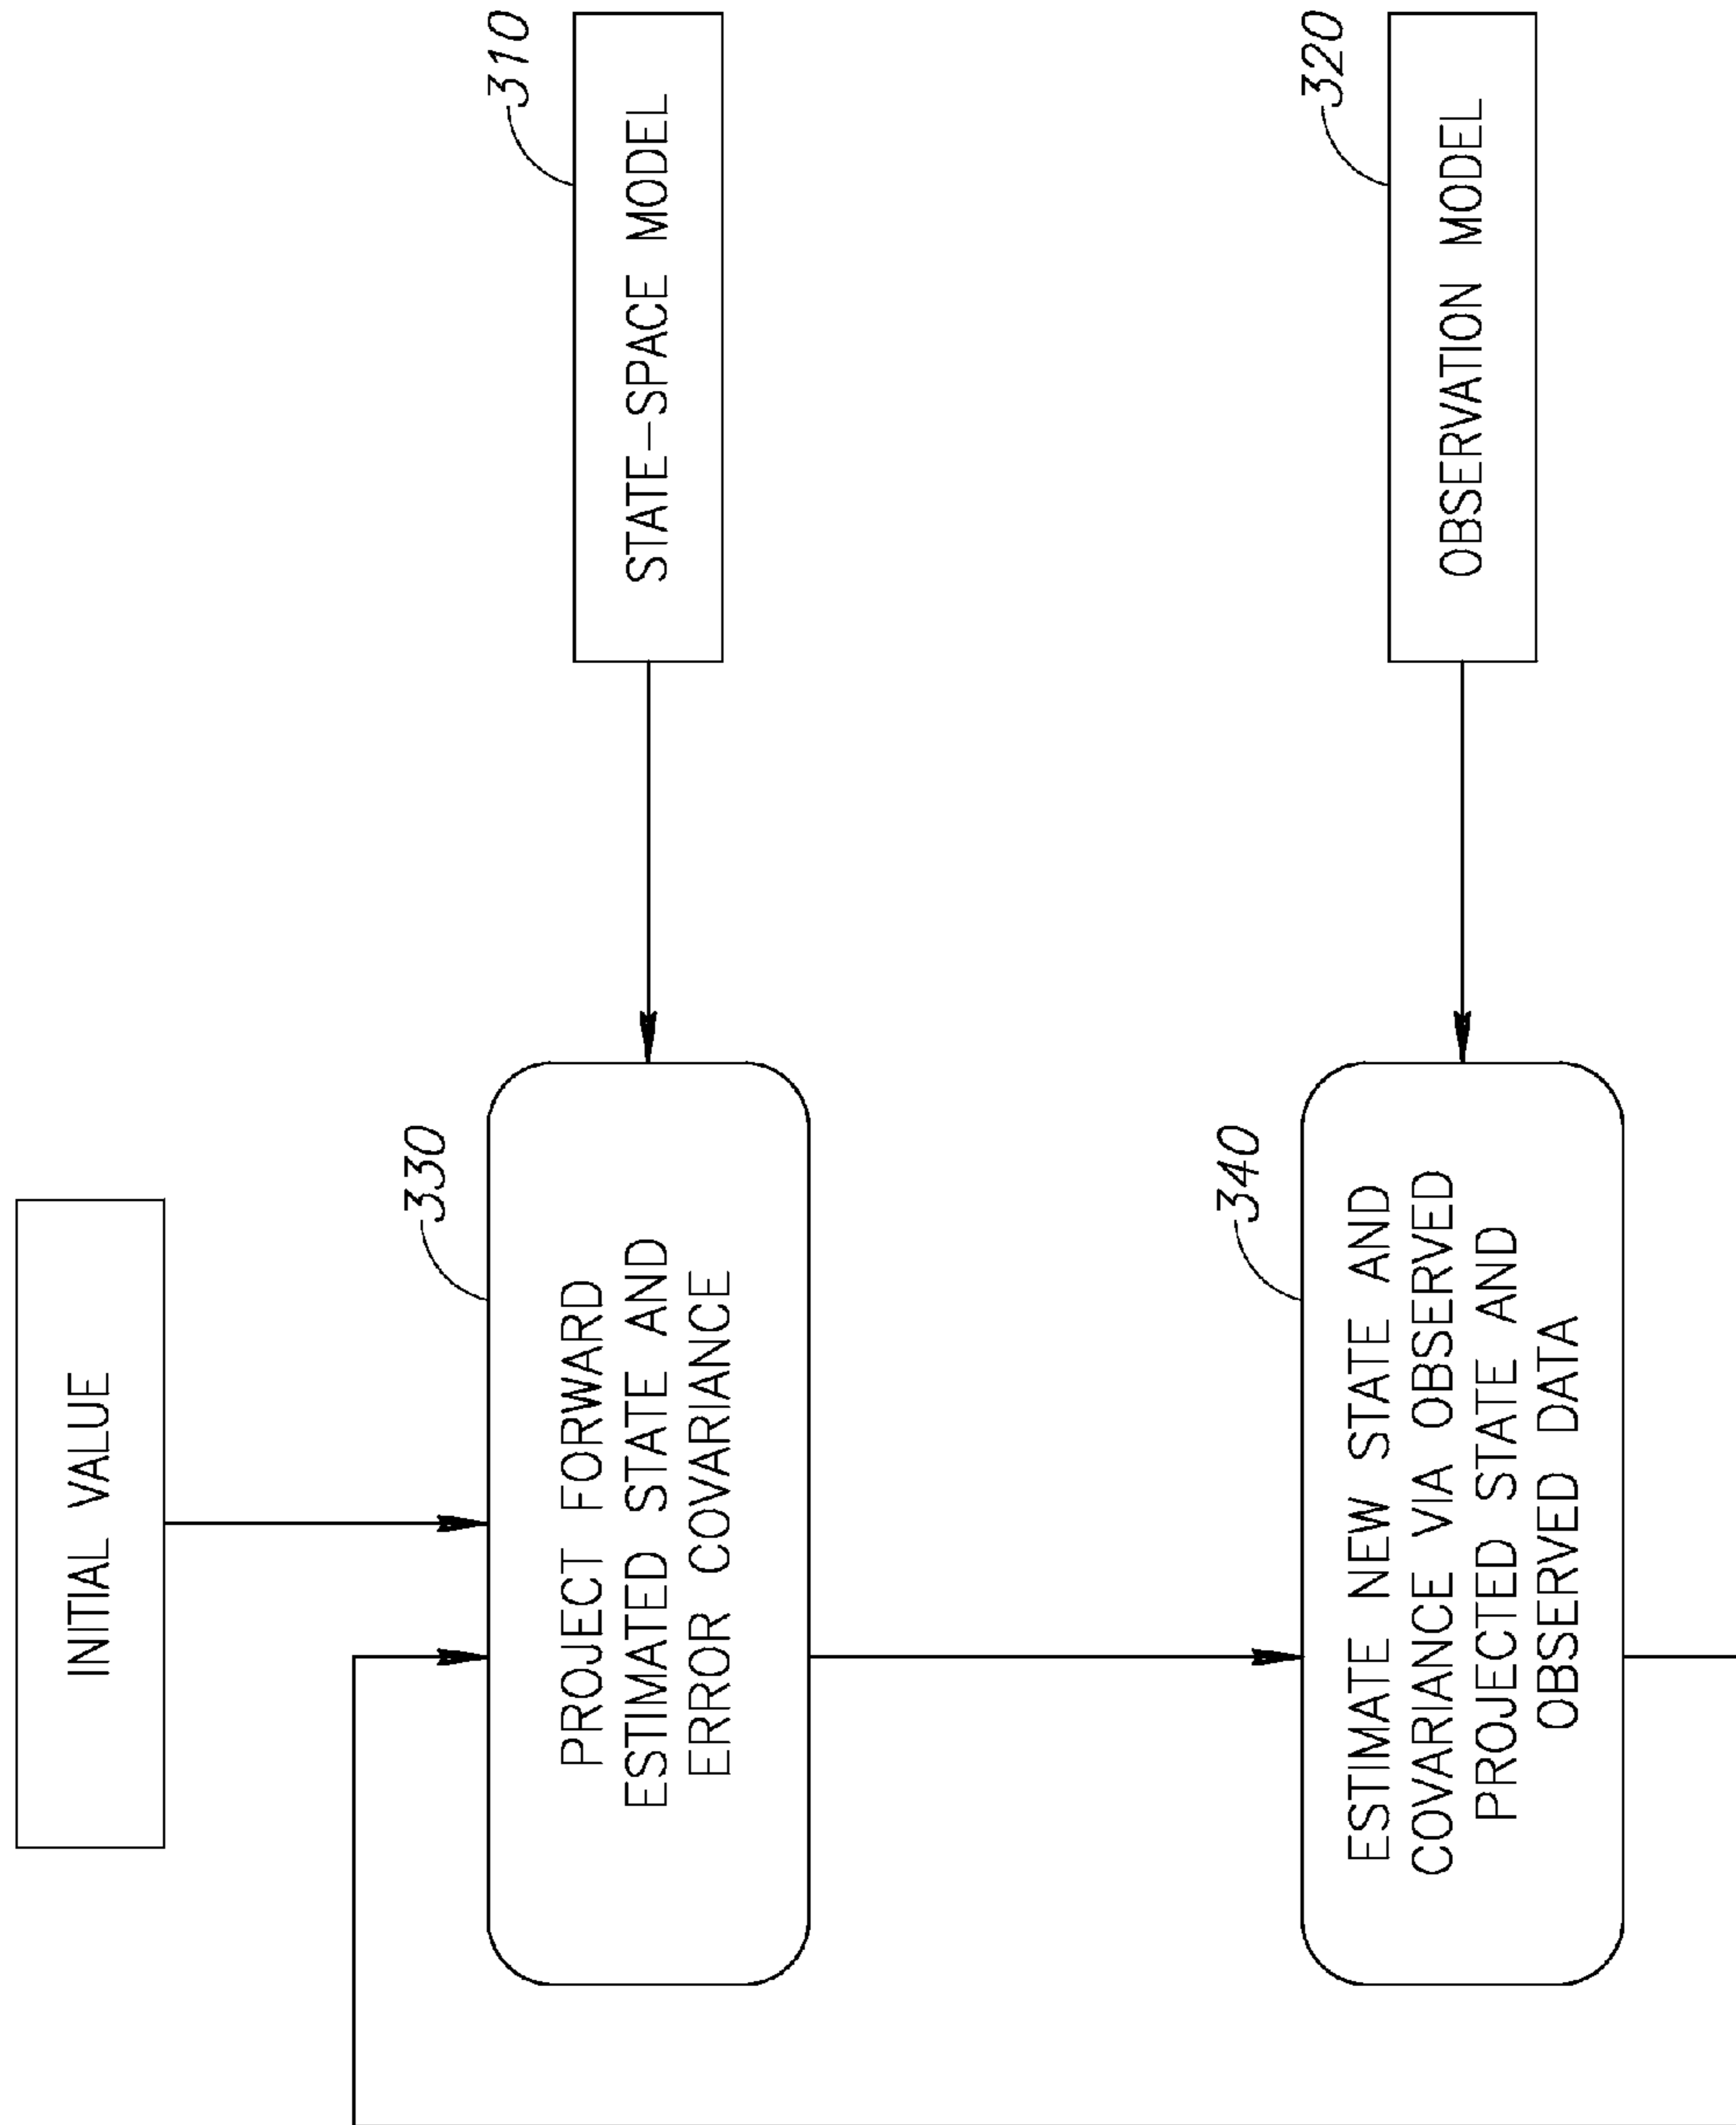 INITIAL VALUE
330
PROJECT FORWARD
ESTIMATED STATE AND
ERROR COVARIANCE
310
STATE-SPACE MODEL
340
ESTIMATE NEW STATE AND
COVARIANCE VIA OBSERVED
PROJECTED STATE AND
OBSERVED DATA
320
OBSERVATION MODEL